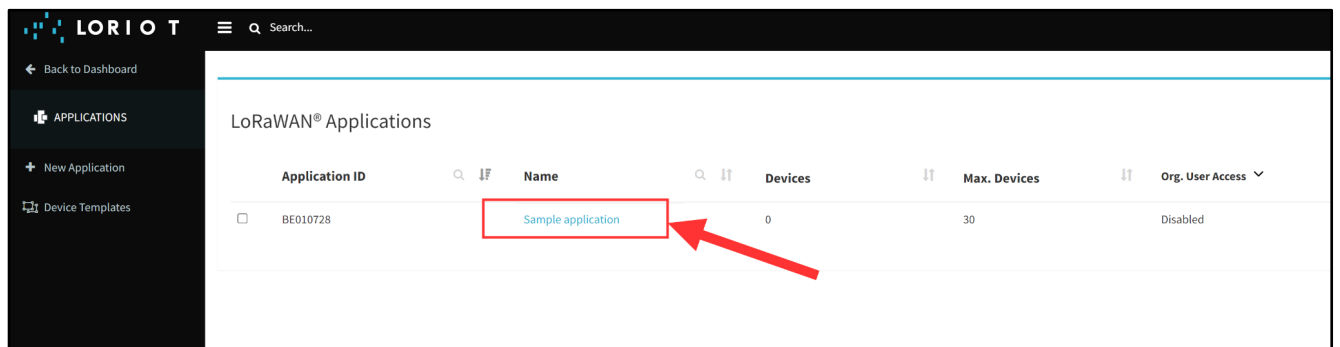 LORIOT
Search...
Back to Dashboard
APPLICATIONS
New Application
Device Templates
LoRaWAN® Applications
Application ID Name Devices Max. Devices Org. User Access
BE010728 Sample application 0 30 Disabled